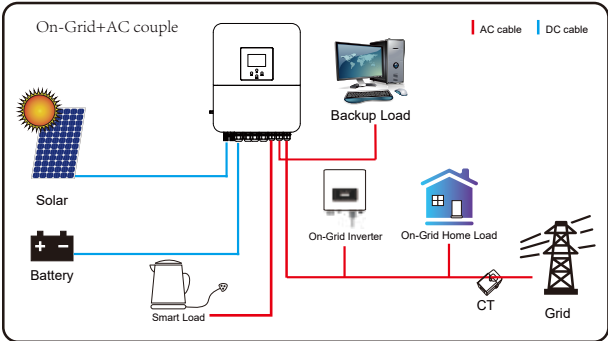 On-Grid+AC couple
AC cable
DC cable
Backup Load
Solar
On-Grid Inverter
On-Grid Home Load
Battery
Smart Load
CT
Grid